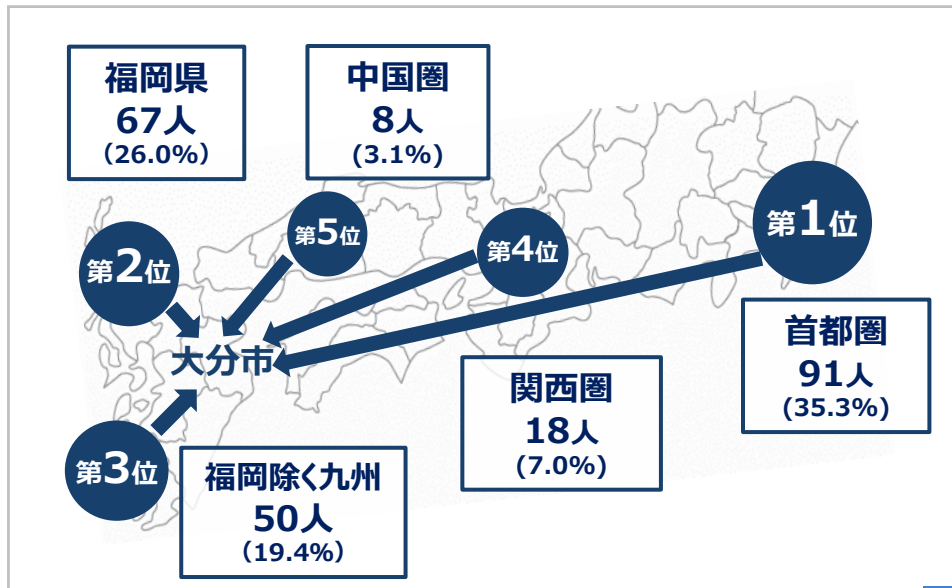 福岡県
67人
(26.0%)
中国圏
8人
(3.1%)
第5位
第4位
第1位
第2位
大分市
首都圏
91人
(35.3%)
関西圏
18人
(7.0%)
第3位
福岡除く九州
50人
(19.4%)